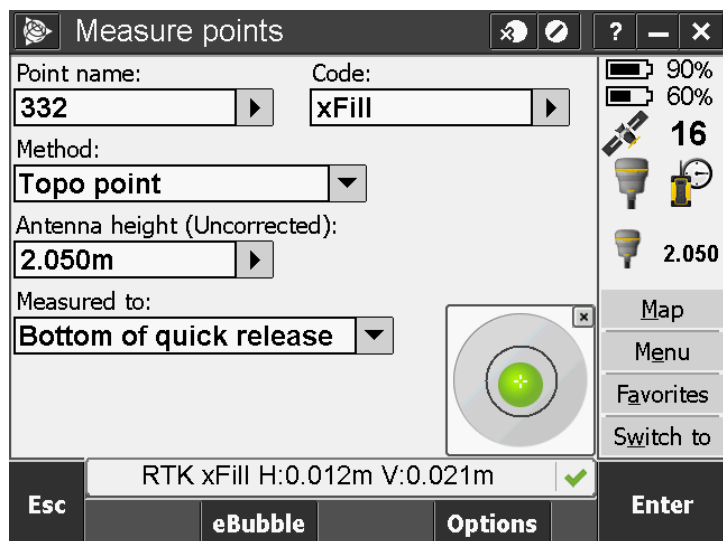 Measure points
? – ×
Point name:
Code:
332
xFill
Method:
Topo point
Antenna height (Uncorrected):
2.050m
Measured to:
Bottom of quick release
90%
60%
16
2.050
Map
Menu
Favorites
Switch to
RTK xFill H:0.012m V:0.021m
Esc
eBubble
Options
Enter